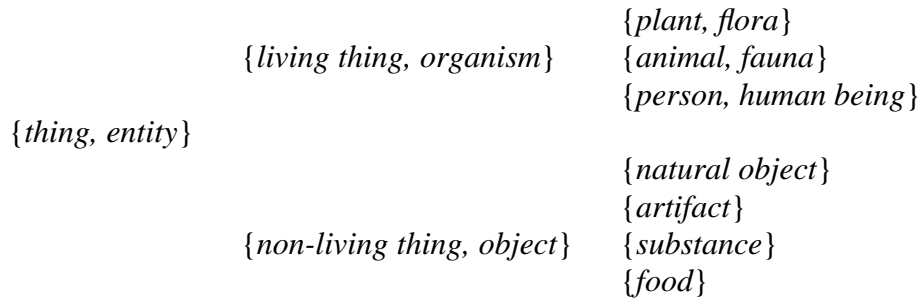 {plant, flora}
{living thing, organism} {animal, fauna}
{person, human being}
{thing, entity}
{natural object}
{artifact}
{non-living thing, object} {substance}
{food}